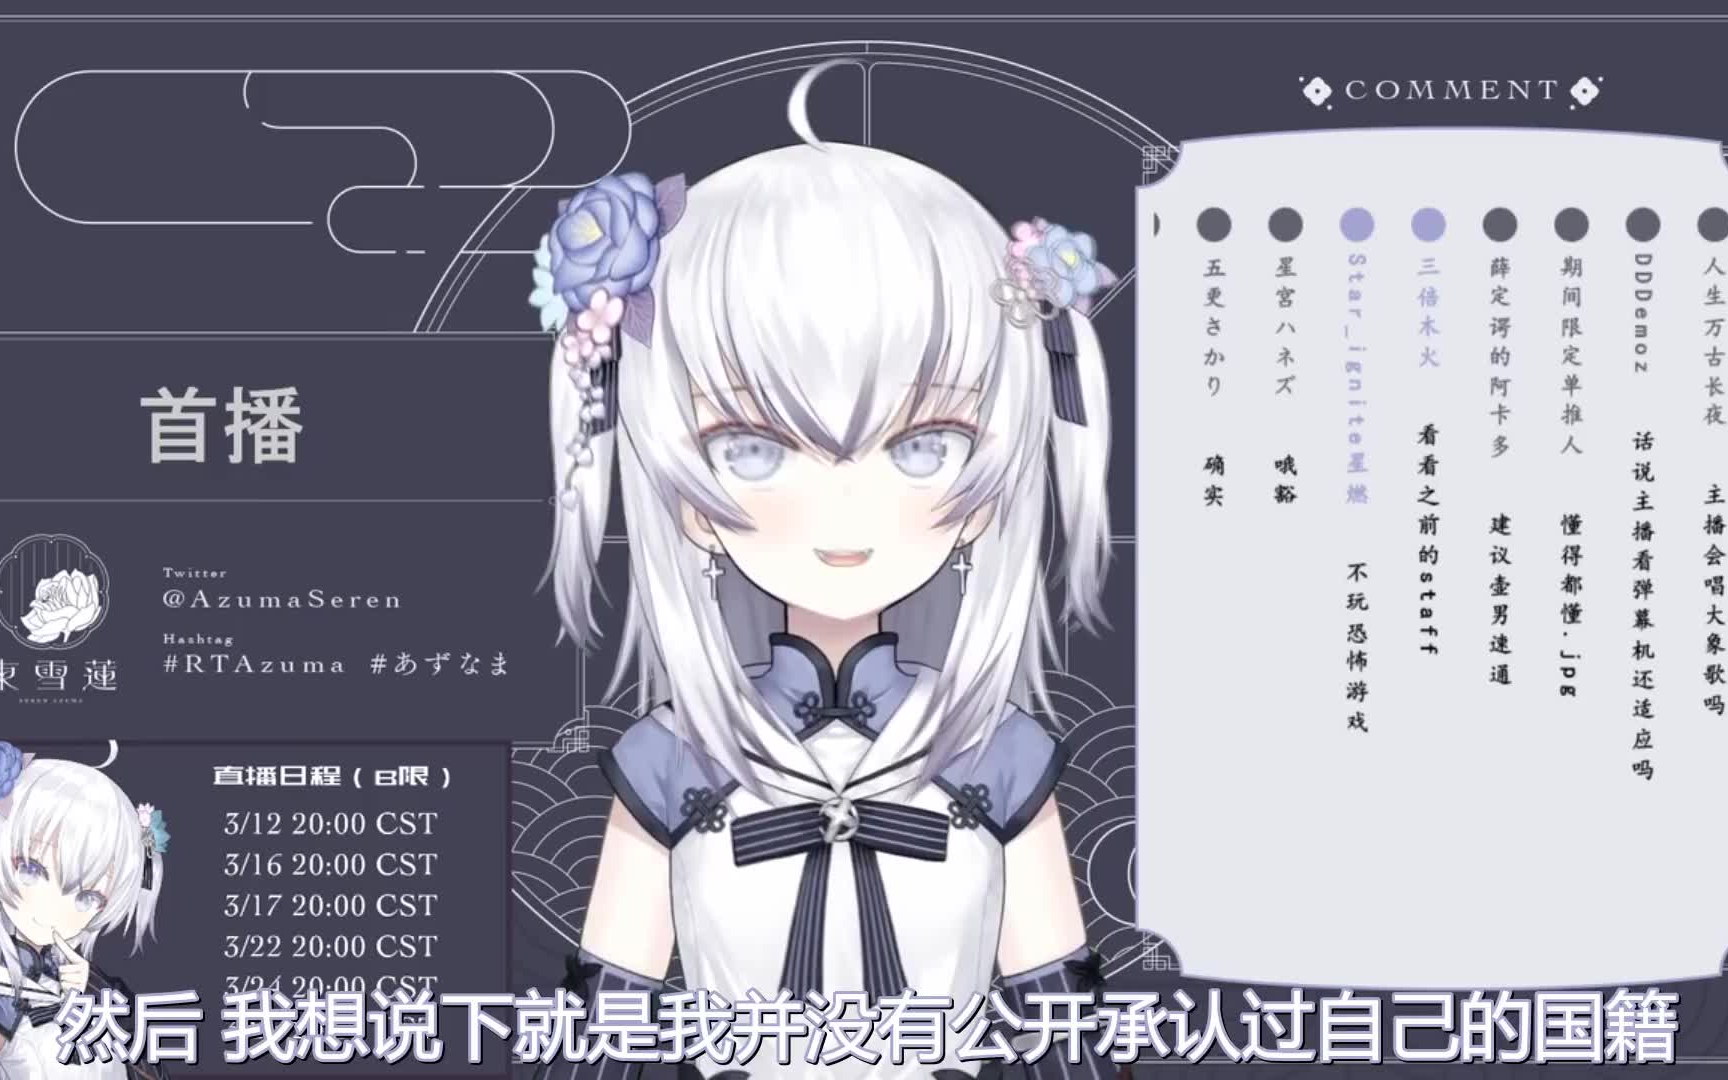 COMMENT
首播
Twitter
@AzumaSeren
Hashtag
#RTAzuma #あずなま
東雪蓮
seren azuma
直播日程（B限）
3/12 20:00 CST
3/16 20:00 CST
3/17 20:00 CST
3/22 20:00 CST
3/24 20:00 CST
人生万古长夜 主播会唱大象歌吗
DDDemoz 话说主播看弹幕机还适应吗
期间限定单推人 懂得都懂.jpg
薛定谔的阿卡多 建议壶男速通
三倍木火 看看之前的staff
Star_ignite星燃 不玩恐怖游戏
星宫ハネズ 哦豁
五更さかり 确实
然后 我想说下就是我并没有公开承认过自己的国籍